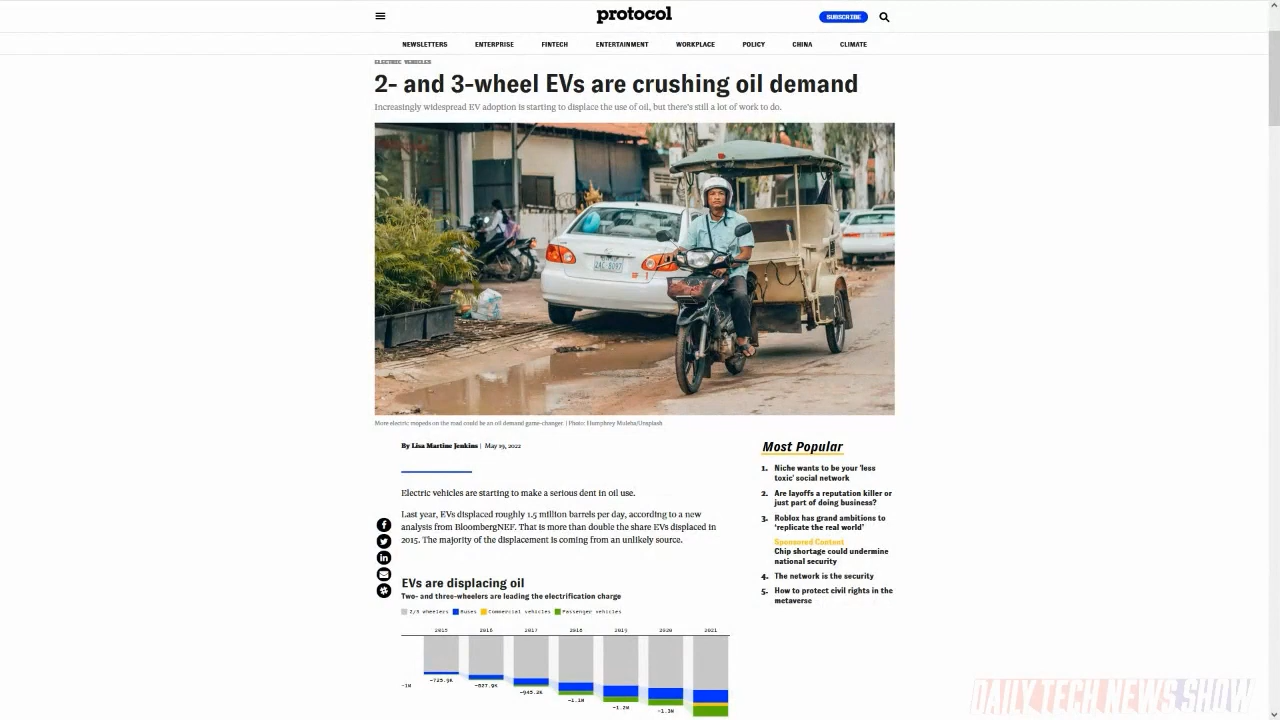 protocol
SUBSCRIBE
NEWSLETTERS ENTERPRISE FINTECH ENTERTAINMENT WORKPLACE POLICY CHINA CLIMATE
ELECTRIC VEHICLES
2- and 3-wheel EVs are crushing oil demand
Increasingly widespread EV adoption is starting to displace the use of oil, but there's still a lot of work to do.
More electric mopeds on the road could be an oil demand game-changer. | Photo: Humphrey Muleba/Unsplash
By Lisa Martine Jenkins | May 19, 2022
Electric vehicles are starting to make a serious dent in oil use.
Last year, EVs displaced roughly 1.5 million barrels per day, according to a new
analysis from BloombergNEF. That is more than double the share EVs displaced in
2015. The majority of the displacement is coming from an unlikely source.
EVs are displacing oil
Two- and three-wheelers are leading the electrification charge
2/3 wheelers Buses Commercial vehicles Passenger vehicles
2015 2016 2017 2018 2019 2020 2021
-1M
-725.9K
-827.9K
-1.1M
-1.2M
-1.3M
Most Popular
1. Niche wants to be your 'less
toxic' social network
2. Are layoffs a reputation killer or
just part of doing business?
3. Roblox has grand ambitions to
'replicate the real world'
Sponsored Content
Chip shortage could undermine
national security
4. The network is the security
5. How to protect civil rights in the
metaverse